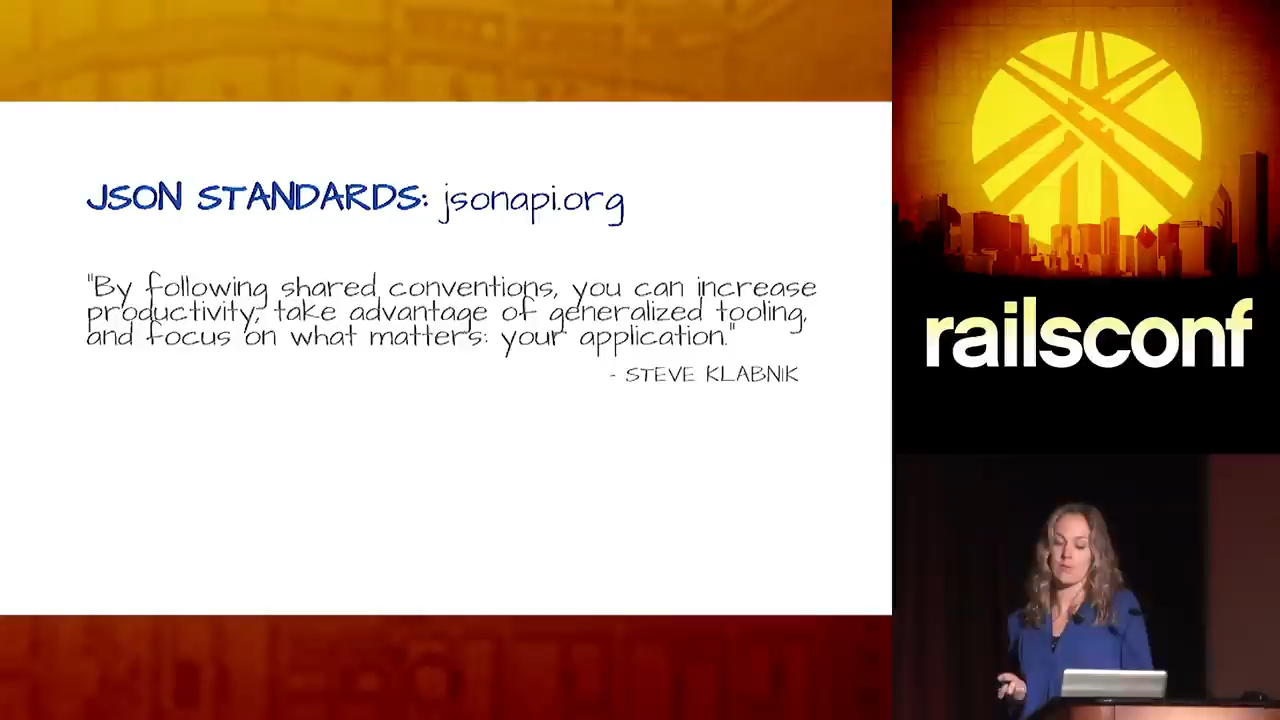 JSON STANDARDS: jsonapi.org
"By following shared conventions, you can increase
productivity, take advantage of generalized tooling,
and focus on what matters: your application."
- STEVE KLABNIK
railsconf